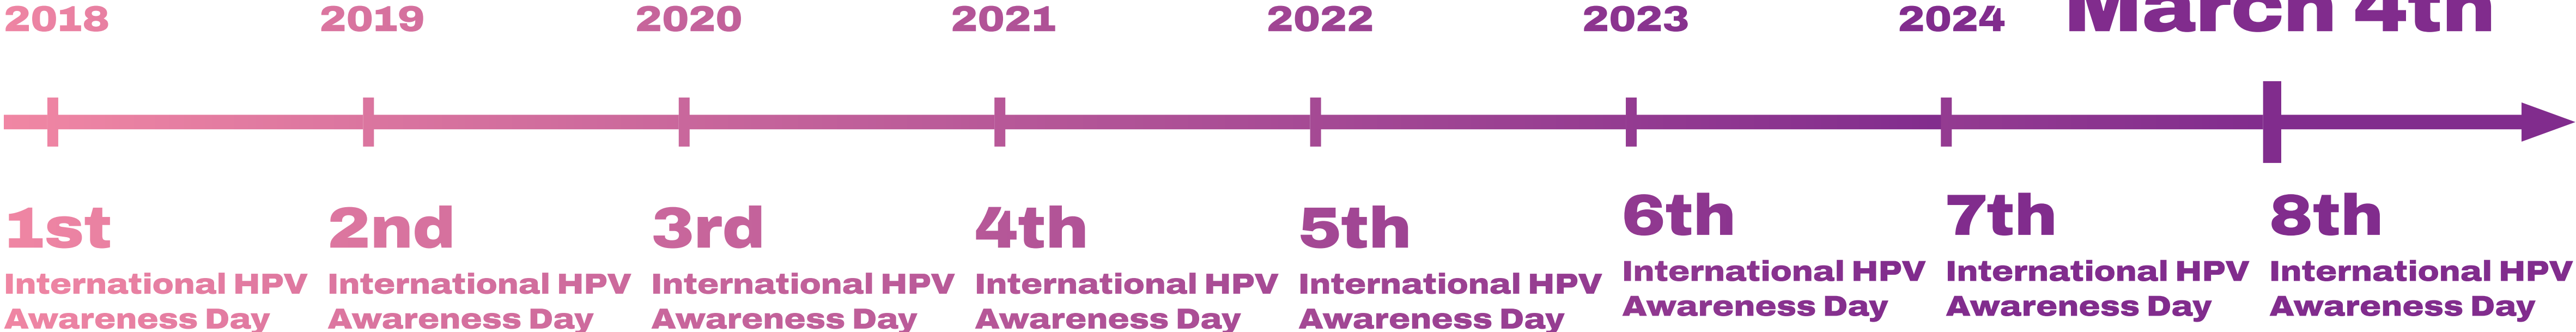 2018 2019 2020 2021 2022 2023 2024 March 4th
1st 2nd 3rd 4th 5th 6th 7th 8th
International HPV International HPV International HPV International HPV International HPV International HPV International HPV International HPV
Awareness Day Awareness Day Awareness Day Awareness Day Awareness Day Awareness Day Awareness Day Awareness Day